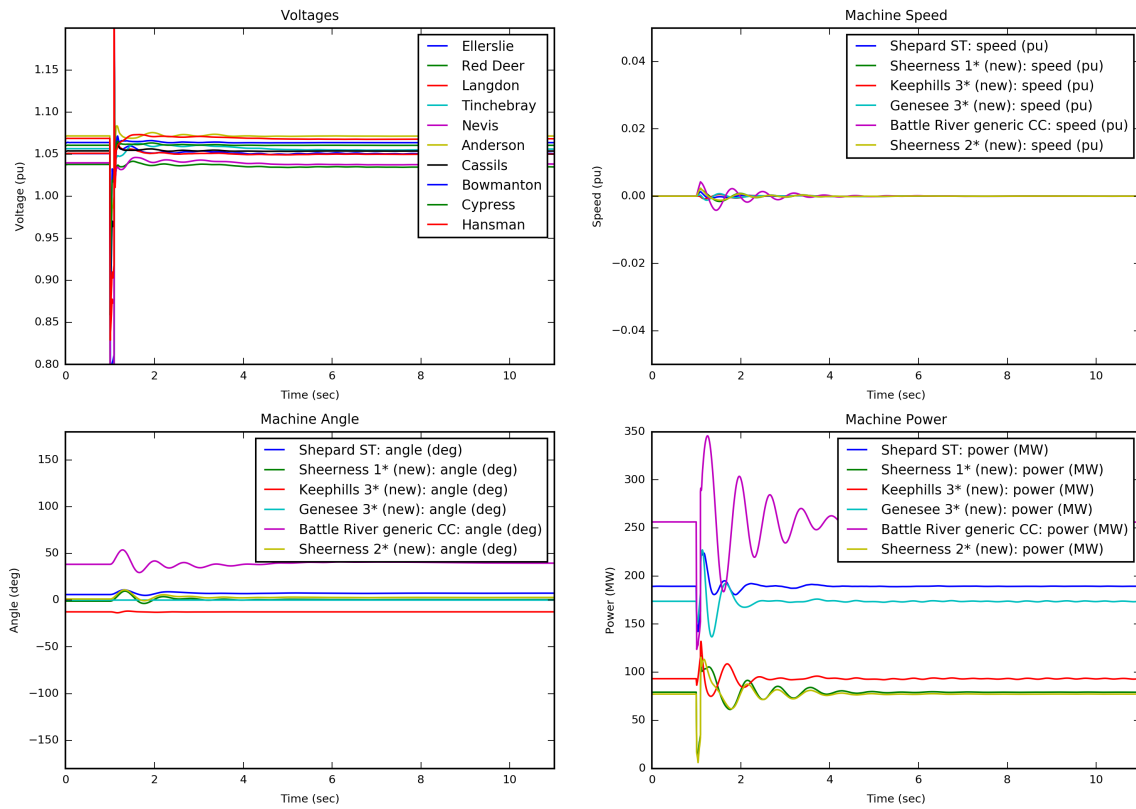 Voltages
Voltage (pu)
1.15
1.10
1.05
1.00
0.95
0.90
0.85
0.80
Ellerslie
Red Deer
Langdon
Tinchebray
Nevis
Anderson
Cassils
Bowmanton
Cypress
Hansman
0 2 4 6 8 10
Time (sec)
Machine Speed
Speed (pu)
0.04
0.02
0.00
−0.02
−0.04
Shepard ST: speed (pu)
Sheerness 1* (new): speed (pu)
Keephills 3* (new): speed (pu)
Genesee 3* (new): speed (pu)
Battle River generic CC: speed (pu)
Sheerness 2* (new): speed (pu)
0 2 4 6 8 10
Time (sec)
Machine Angle
Angle (deg)
150
100
50
0
−50
−100
−150
Shepard ST: angle (deg)
Sheerness 1* (new): angle (deg)
Keephills 3* (new): angle (deg)
Genesee 3* (new): angle (deg)
Battle River generic CC: angle (deg)
Sheerness 2* (new): angle (deg)
0 2 4 6 8 10
Time (sec)
Machine Power
Power (MW)
350
300
250
200
150
100
50
0
Shepard ST: power (MW)
Sheerness 1* (new): power (MW)
Keephills 3* (new): power (MW)
Genesee 3* (new): power (MW)
Battle River generic CC: power (MW)
Sheerness 2* (new): power (MW)
0 2 4 6 8 10
Time (sec)